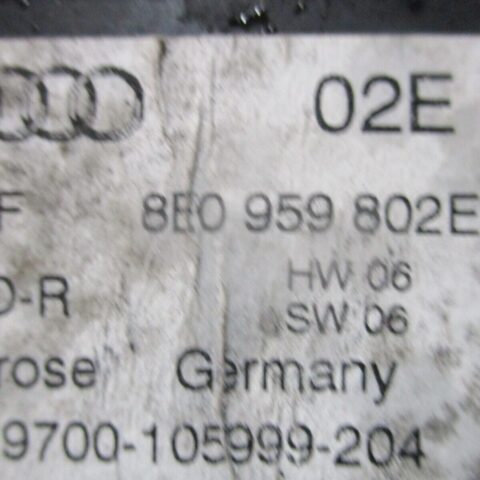 02E
F 8E0 959 802E
D-R HW 06
SW 06
rose Germany
9700-105999-204